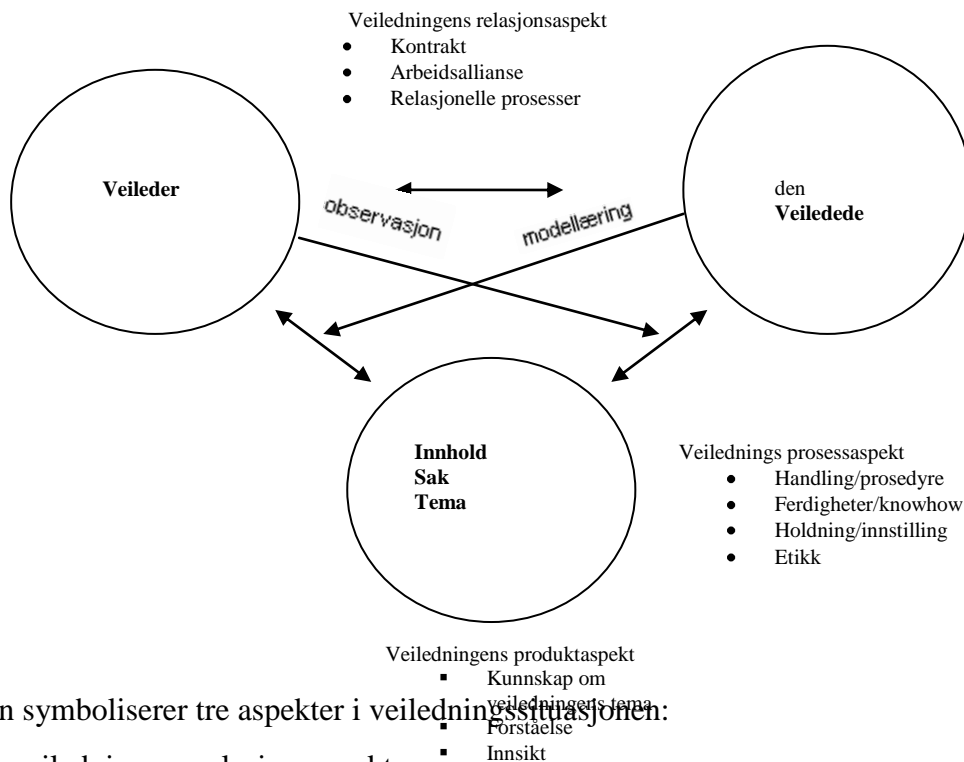 Veiledningens relasjonsaspekt
● Kontrakt
● Arbeidsallianse
● Relasjonelle prosesser
Veileder
den
Veiledede
observasjon
modellæring
Innhold
Sak
Tema
Veilednings prosessaspekt
● Handling/prosedyre
● Ferdigheter/knowhow
● Holdning/innstilling
● Etikk
Veiledningens produktaspekt
▪ Kunnskap om
veiledningens tema
▪ Forståelse
▪ Innsikt
n symboliserer tre aspekter i veiledningssituasjonen: